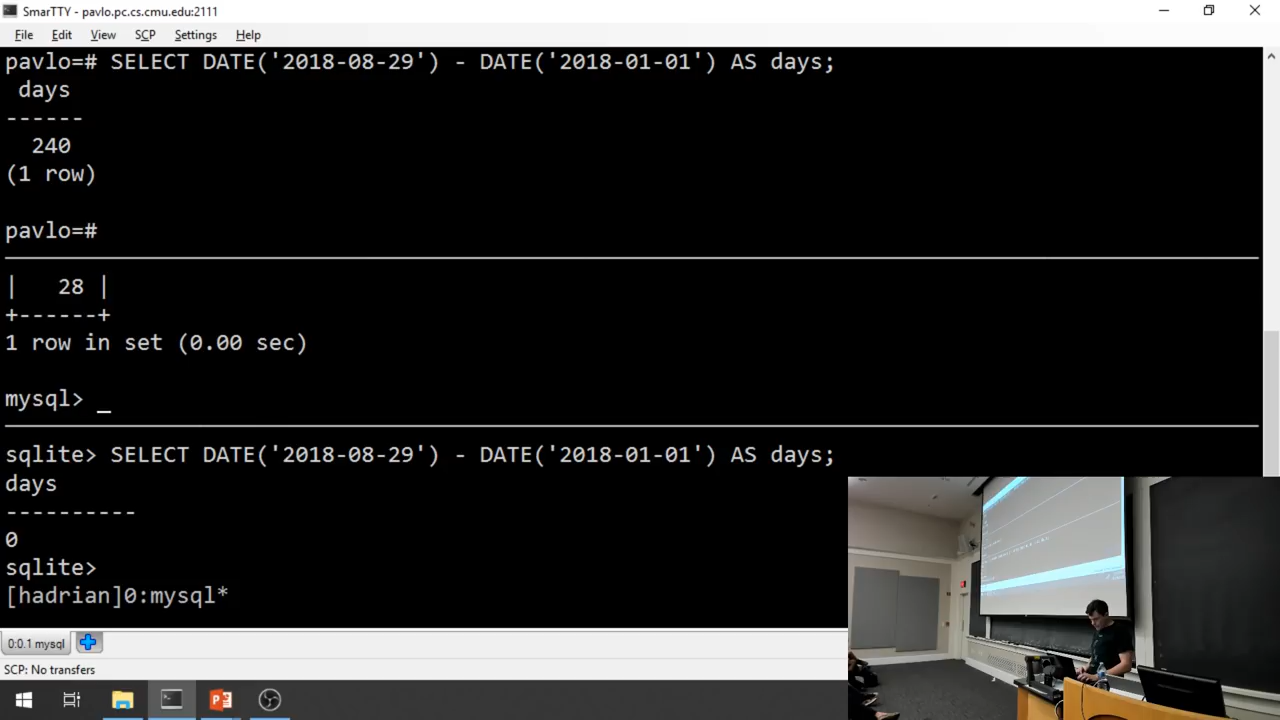 SmarTTY - pavlo.pc.cs.cmu.edu:2111
File Edit View SCP Settings Help
pavlo=# SELECT DATE('2018-08-29') - DATE('2018-01-01') AS days;
days
------
240
(1 row)
pavlo=#
| 28 |
+------+
1 row in set (0.00 sec)
mysql> _
sqlite> SELECT DATE('2018-08-29') - DATE('2018-01-01') AS days;
days
----------
0
sqlite>
[hadrian]0:mysql*
0:0.1 mysql
SCP: No transfers